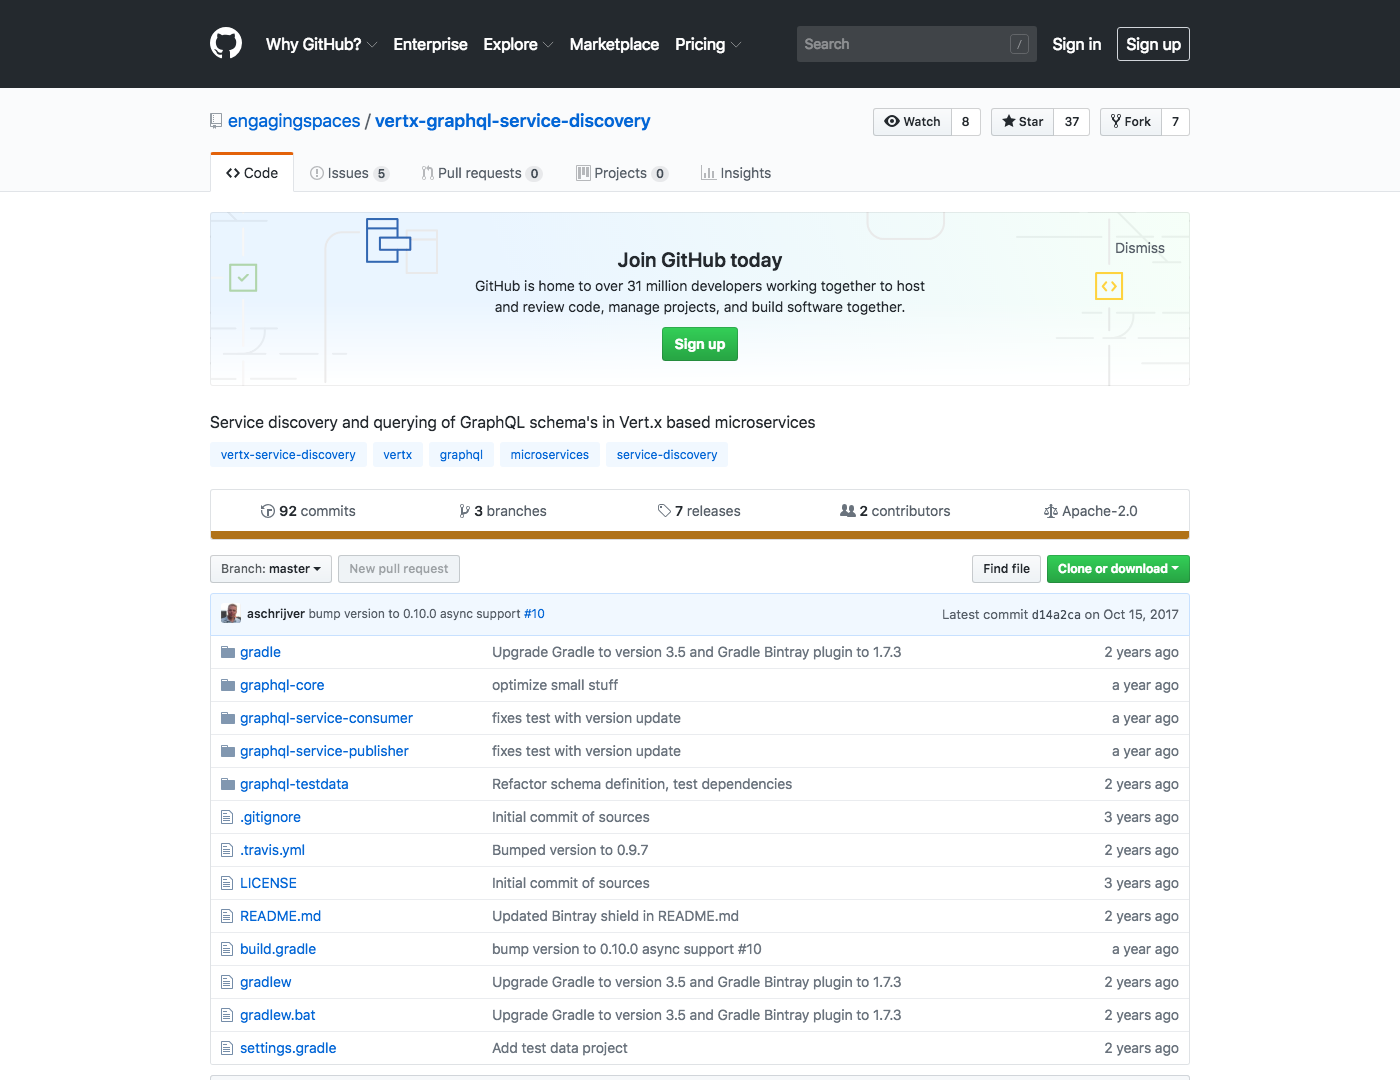 Why GitHub? Enterprise Explore Marketplace Pricing Search / Sign in Sign up
engagingspaces / vertx-graphql-service-discovery Watch 8 Star 37 Fork 7
Code Issues 5 Pull requests 0 Projects 0 Insights
Dismiss
Join GitHub today
GitHub is home to over 31 million developers working together to host
and review code, manage projects, and build software together.
Sign up
Service discovery and querying of GraphQL schema's in Vert.x based microservices
vertx-service-discovery vertx graphql microservices service-discovery
92 commits 3 branches 7 releases 2 contributors Apache-2.0
Branch: master New pull request Find file Clone or download
aschrijver bump version to 0.10.0 async support #10 Latest commit d14a2ca on Oct 15, 2017
gradle Upgrade Gradle to version 3.5 and Gradle Bintray plugin to 1.7.3 2 years ago
graphql-core optimize small stuff a year ago
graphql-service-consumer fixes test with version update a year ago
graphql-service-publisher fixes test with version update a year ago
graphql-testdata Refactor schema definition, test dependencies 2 years ago
.gitignore Initial commit of sources 3 years ago
.travis.yml Bumped version to 0.9.7 2 years ago
LICENSE Initial commit of sources 3 years ago
README.md Updated Bintray shield in README.md 2 years ago
build.gradle bump version to 0.10.0 async support #10 a year ago
gradlew Upgrade Gradle to version 3.5 and Gradle Bintray plugin to 1.7.3 2 years ago
gradlew.bat Upgrade Gradle to version 3.5 and Gradle Bintray plugin to 1.7.3 2 years ago
settings.gradle Add test data project 2 years ago